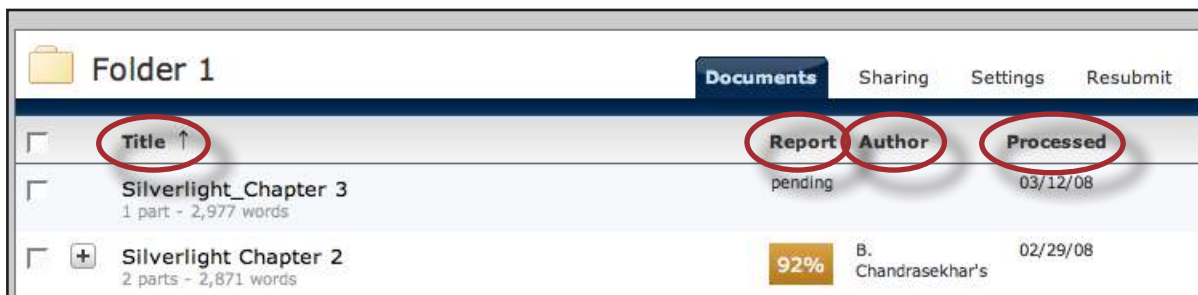 Folder 1
Documents Sharing Settings Resubmit
Title ↑ Report Author Processed
Silverlight_Chapter 3 pending 03/12/08
1 part - 2,977 words
Silverlight Chapter 2 92% B. 02/29/08
Chandrasekhar's
2 parts - 2,871 words